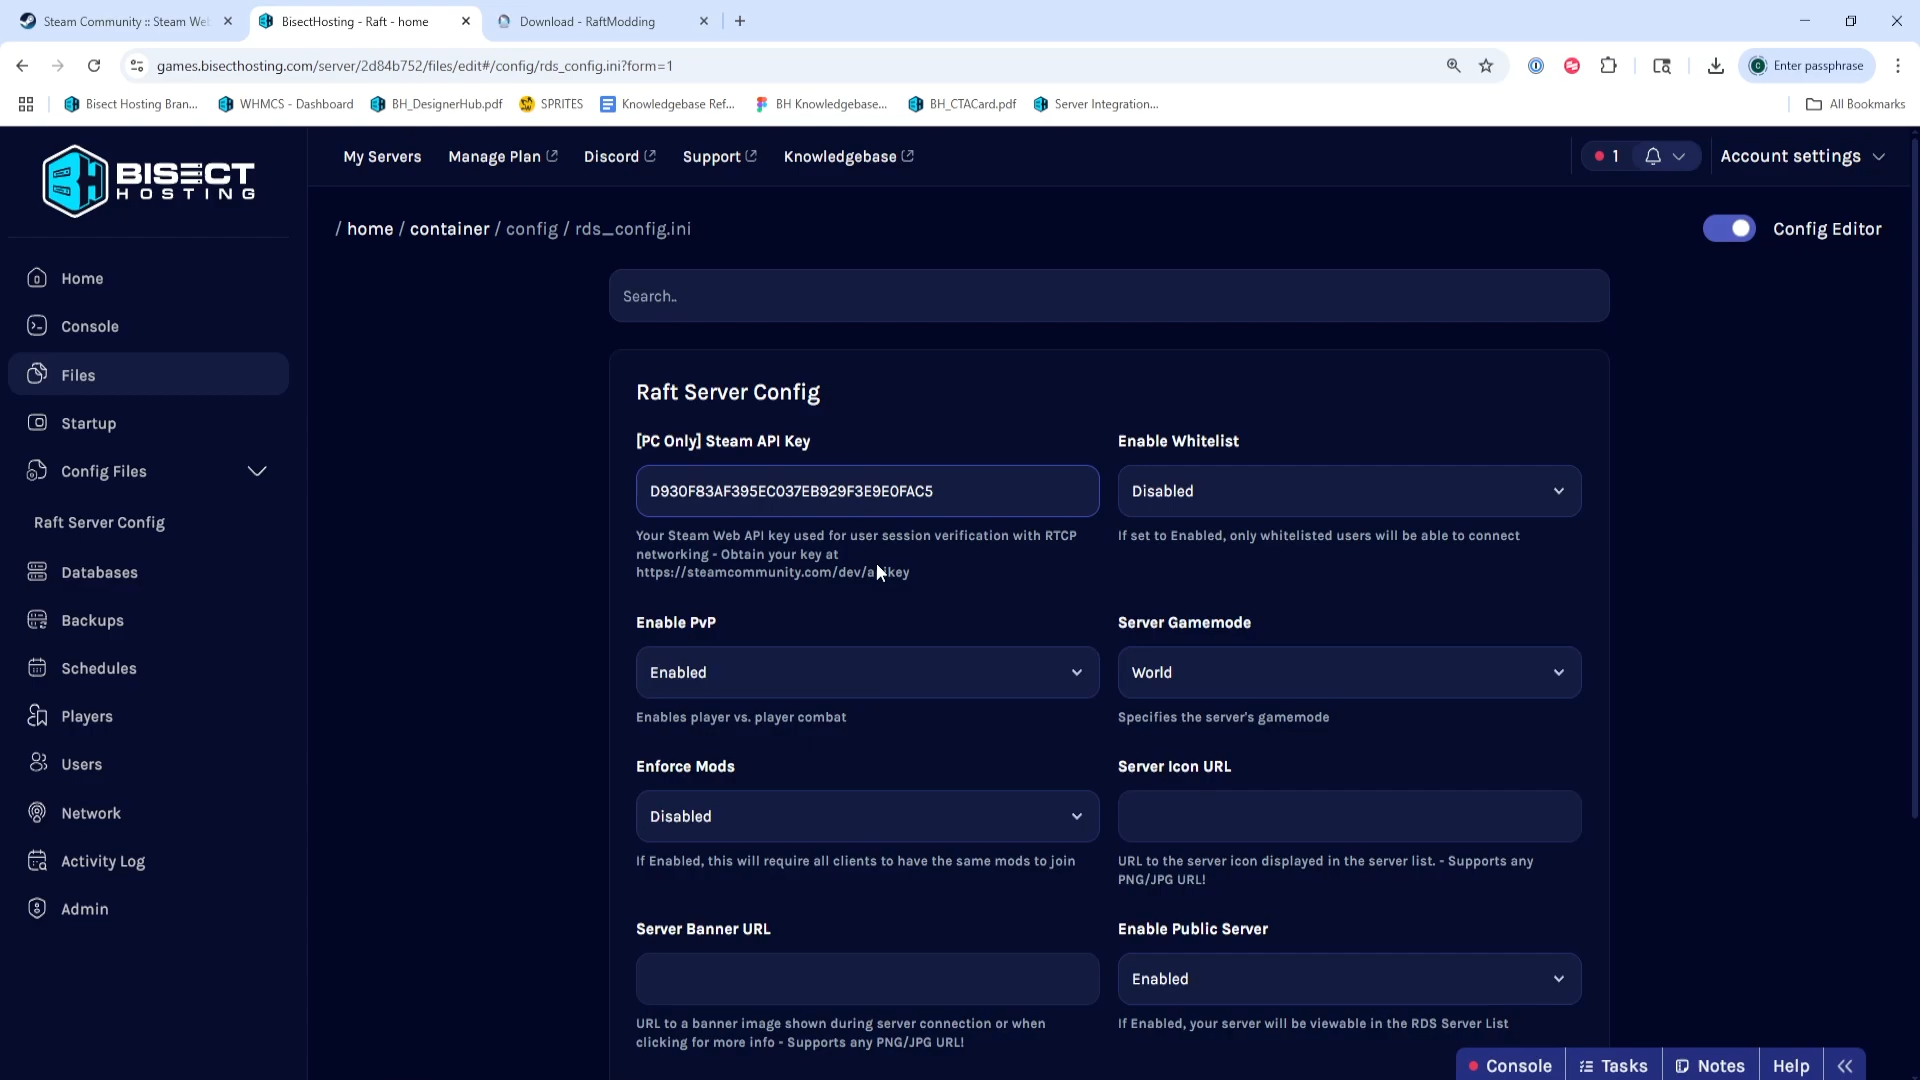 Steam Community :: Steam We
BisectHosting - Raft - home
Download - RaftModding
games.bisecthosting.com/server/2d84b752/files/edit#/config/rds_config.ini?form=1
Enter passphrase
Bisect Hosting Bran...
WHMCS - Dashboard
BH_DesignerHub.pdf
SPRITES
Knowledgebase Ref...
BH Knowledgebase...
BH_CTACard.pdf
Server Integration...
All Bookmarks
BISECT
HOSTING
My Servers
Manage Plan
Discord
Support
Knowledgebase
1
Account settings
/ home / container / config / rds_config.ini
Config Editor
Home
Console
Files
Startup
Config Files
Raft Server Config
Databases
Backups
Schedules
Players
Users
Network
Activity Log
Admin
Search..
Raft Server Config
[PC Only] Steam API Key
D930F83AF395EC037EB929F3E9E0FAC5
Your Steam Web API key used for user session verification with RTCP
networking - Obtain your key at
https://steamcommunity.com/dev/apikey
Enable Whitelist
Disabled
If set to Enabled, only whitelisted users will be able to connect
Enable PvP
Enabled
Enables player vs. player combat
Server Gamemode
World
Specifies the server's gamemode
Enforce Mods
Disabled
If Enabled, this will require all clients to have the same mods to join
Server Icon URL
URL to the server icon displayed in the server list. - Supports any
PNG/JPG URL!
Server Banner URL
URL to a banner image shown during server connection or when
clicking for more info - Supports any PNG/JPG URL!
Enable Public Server
Enabled
If Enabled, your server will be viewable in the RDS Server List
Console
Tasks
Notes
Help